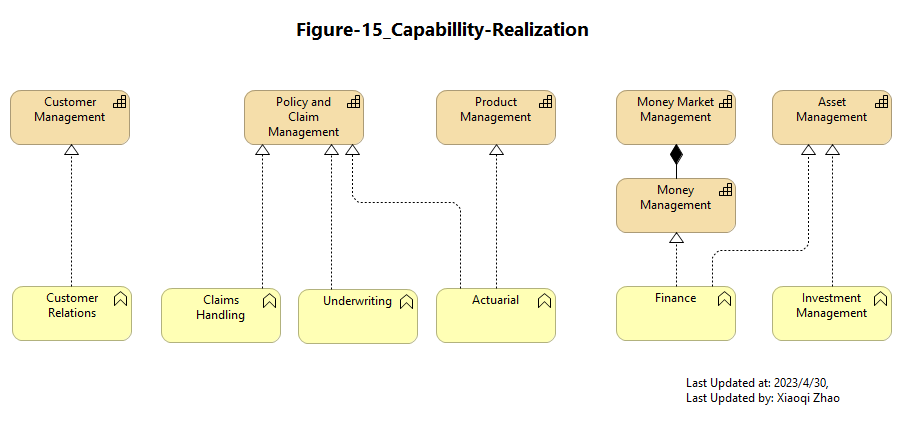 Figure-15_Capabillity-Realization
Customer
Management
Policy and
Claim
Management
Product
Management
Money Market
Management
Asset
Management
Money
Management
Customer
Relations
Claims
Handling
Underwriting
Actuarial
Finance
Investment
Management
Last Updated at: 2023/4/30,
Last Updated by: Xiaoqi Zhao